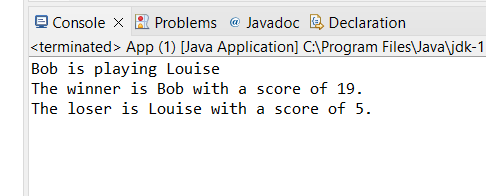 Console Problems @ Javadoc Declaration
<terminated> App (1) [Java Application] C:\Program Files\Java\jdk-1
Bob is playing Louise
The winner is Bob with a score of 19.
The loser is Louise with a score of 5.